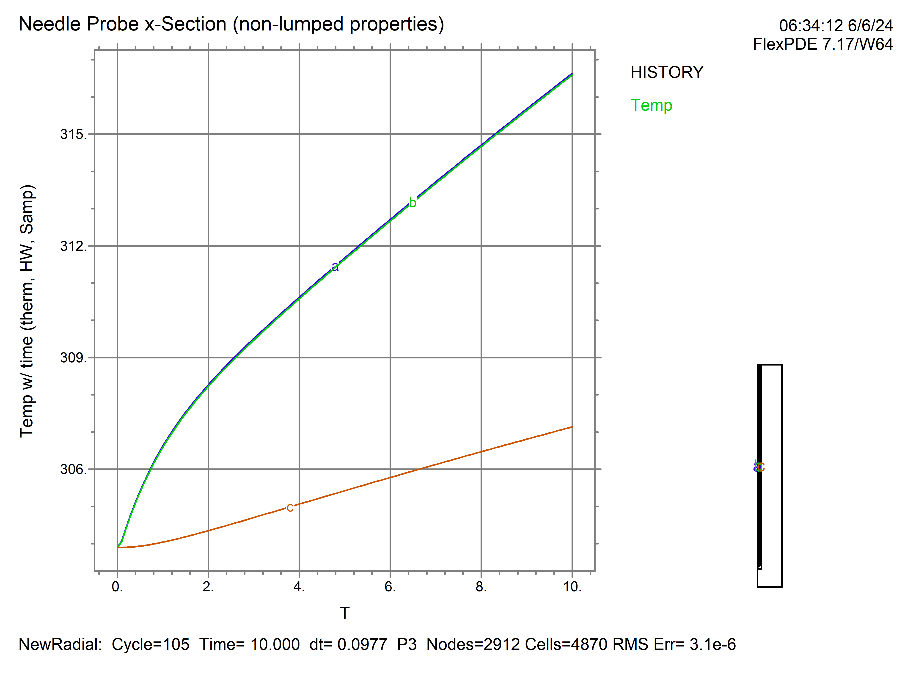 Needle Probe x-Section (non-lumped properties)
06:34:12 6/6/24
FlexPDE 7.17/W64
HISTORY
Temp
315.
312.
309.
306.
Temp w/ time (therm, HW, Samp)
a
b
c
0. 2. 4. 6. 8. 10.
T
NewRadial: Cycle=105 Time= 10.000 dt= 0.0977 P3 Nodes=2912 Cells=4870 RMS Err= 3.1e-6